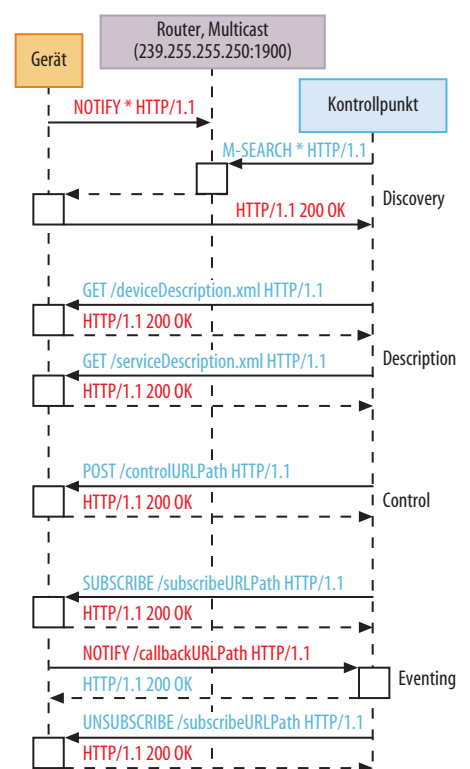 Router, Multicast
(239.255.255.250:1900)
Gerät
Kontrollpunkt
NOTIFY * HTTP/1.1
M-SEARCH * HTTP/1.1
Discovery
HTTP/1.1 200 OK
GET /deviceDescription.xml HTTP/1.1
HTTP/1.1 200 OK
GET /serviceDescription.xml HTTP/1.1
Description
HTTP/1.1 200 OK
POST /controlURLPath HTTP/1.1
HTTP/1.1 200 OK
Control
SUBSCRIBE /subscribeURLPath HTTP/1.1
HTTP/1.1 200 OK
NOTIFY /callbackURLPath HTTP/1.1
HTTP/1.1 200 OK
Eventing
UNSUBSCRIBE /subscribeURLPath HTTP/1.1
HTTP/1.1 200 OK